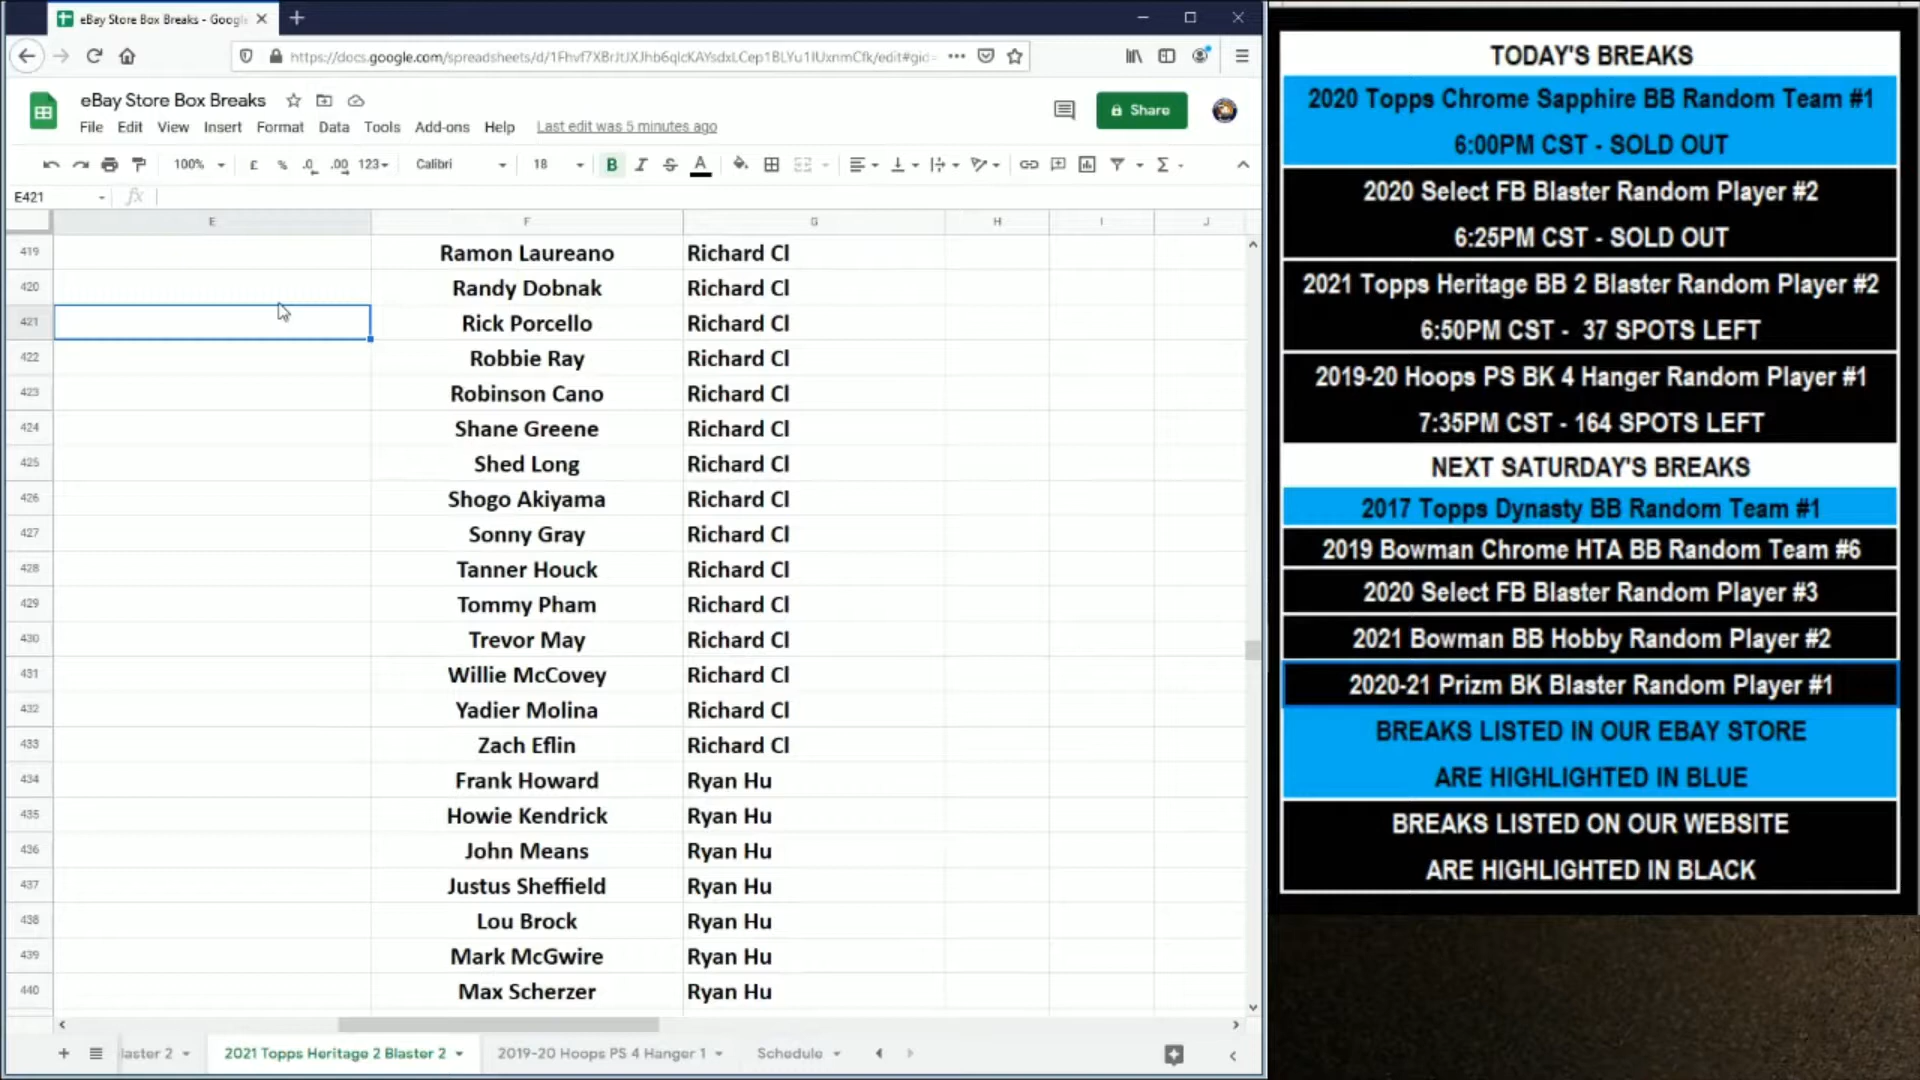 eBay Store Box Breaks - Googl
https://docs.google.com/spreadsheets/d/
eBay Store Box Breaks
Share
File Edit View Insert Format Data Tools Add-ons Help Last edit was 5 minutes ago
100% £ % .0 .00 123 Calibri 18 B I S A
E421 fx
E F G H I J
419 Ramon Laureano Richard Cl
420 Randy Dobnak Richard Cl
421 Rick Porcello Richard Cl
422 Robbie Ray Richard Cl
423 Robinson Cano Richard Cl
424 Shane Greene Richard Cl
425 Shed Long Richard Cl
426 Shogo Akiyama Richard Cl
427 Sonny Gray Richard Cl
428 Tanner Houck Richard Cl
429 Tommy Pham Richard Cl
430 Trevor May Richard Cl
431 Willie McCovey Richard Cl
432 Yadier Molina Richard Cl
433 Zach Eflin Richard Cl
434 Frank Howard Ryan Hu
435 Howie Kendrick Ryan Hu
436 John Means Ryan Hu
437 Justus Sheffield Ryan Hu
438 Lou Brock Ryan Hu
439 Mark McGwire Ryan Hu
440 Max Scherzer Ryan Hu
laster 2 2021 Topps Heritage 2 Blaster 2 2019-20 Hoops PS 4 Hanger 1 Schedule
TODAY'S BREAKS
2020 Topps Chrome Sapphire BB Random Team #1
6:00PM CST - SOLD OUT
2020 Select FB Blaster Random Player #2
6:25PM CST - SOLD OUT
2021 Topps Heritage BB 2 Blaster Random Player #2
6:50PM CST - 37 SPOTS LEFT
2019-20 Hoops PS BK 4 Hanger Random Player #1
7:35PM CST - 164 SPOTS LEFT
NEXT SATURDAY'S BREAKS
2017 Topps Dynasty BB Random Team #1
2019 Bowman Chrome HTA BB Random Team #6
2020 Select FB Blaster Random Player #3
2021 Bowman BB Hobby Random Player #2
2020-21 Prizm BK Blaster Random Player #1
BREAKS LISTED IN OUR EBAY STORE
ARE HIGHLIGHTED IN BLUE
BREAKS LISTED ON OUR WEBSITE
ARE HIGHLIGHTED IN BLACK